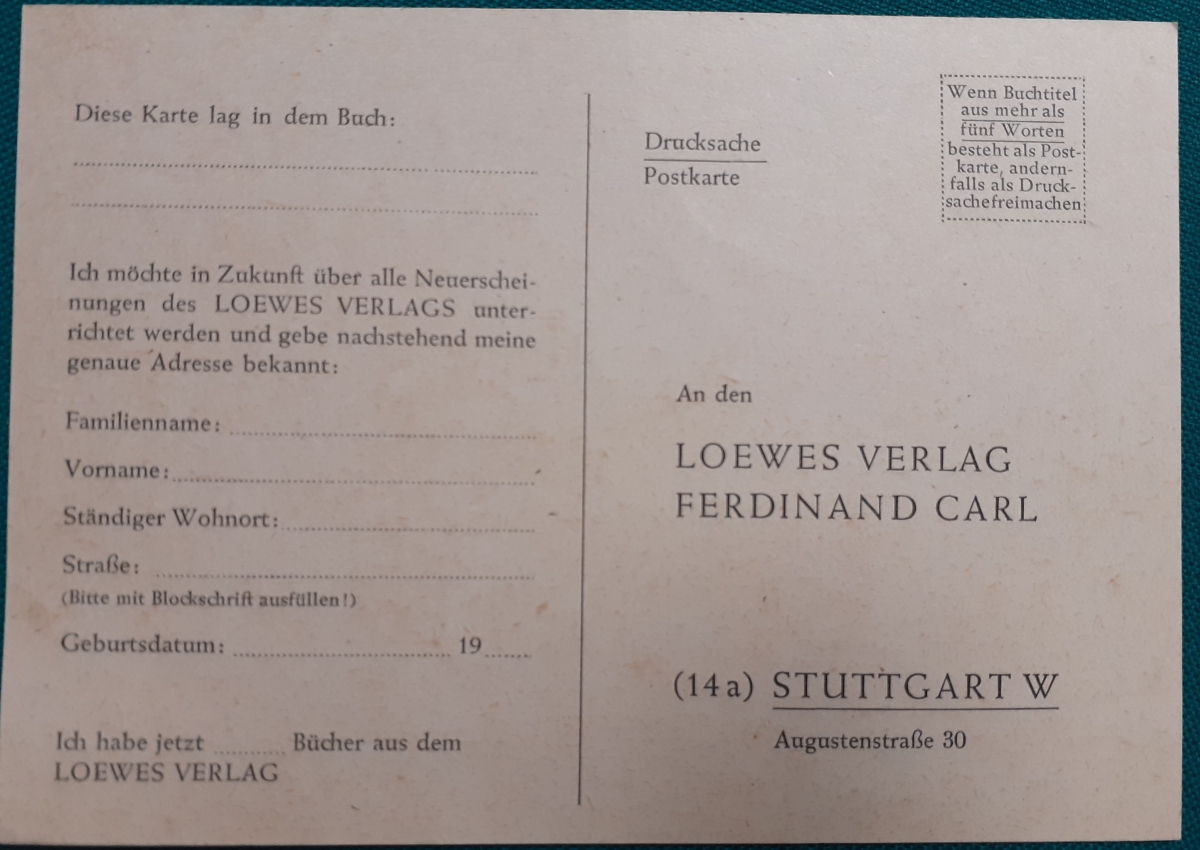 Diese Karte lag in dem Buch:
Ich möchte in Zukunft über alle Neuerschei-
nungen des LOEWES VERLAGS unter-
richtet werden und gebe nachstehend meine
genaue Adresse bekannt:
Familienname:
Vorname:
Ständiger Wohnort:
Straße:
(Bitte mit Blockschrift ausfüllen!)
Geburtsdatum: 19
Ich habe jetzt Bücher aus dem
LOEWES VERLAG
Drucksache
Postkarte
Wenn Buchtitel
aus mehr als
fünf Worten
besteht als Post-
karte, andern-
falls als Druck-
sachefreimachen
An den
LOEWES VERLAG
FERDINAND CARL
(14a) STUTTGART W
Augustenstraße 30